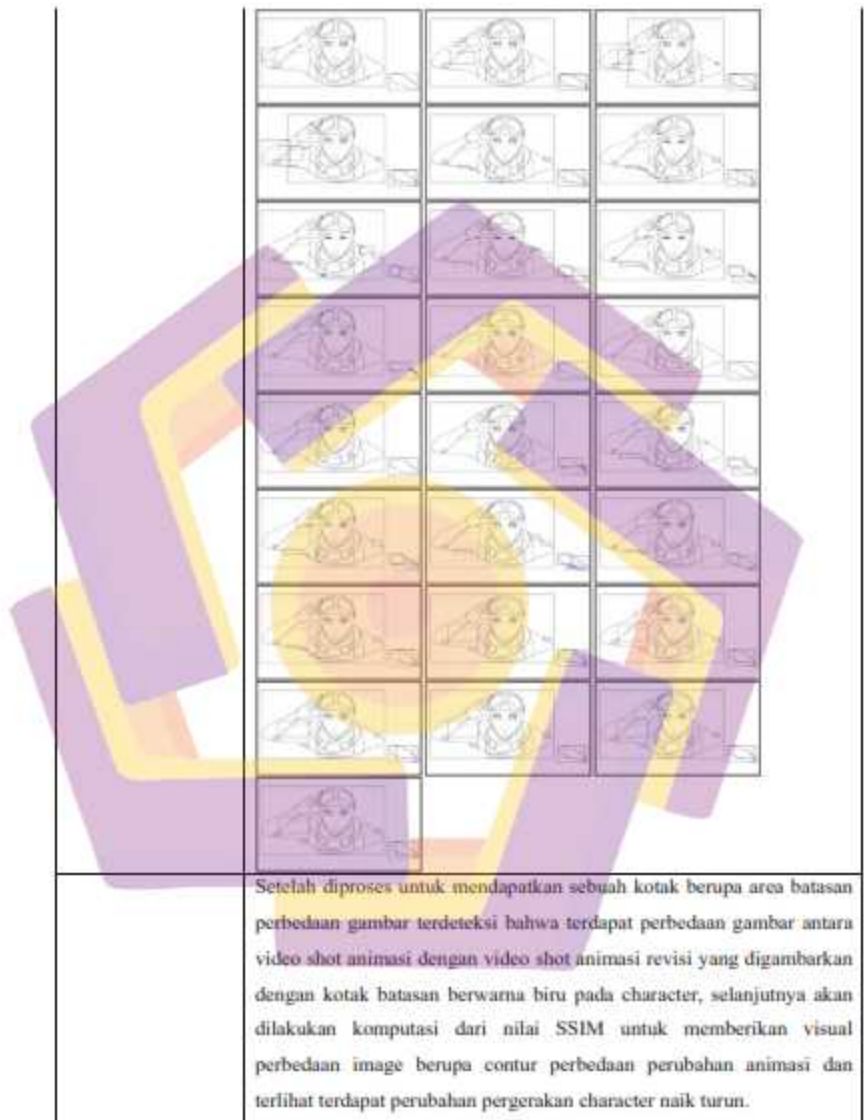 Setelah diproses untuk mendapatkan sebuah kotak berupa area batasan
perbedaan gambar terdeteksi bahwa terdapat perbedaan gambar antara
video shot animasi dengan video shot animasi revisi yang digambarkan
dengan kotak batasan berwarna biru pada character, selanjutnya akan
dilakukan komputasi dari nilai SSIM untuk memberikan visual
perbedaan image berupa contur perbedaan perubahan animasi dan
terlihat terdapat perubahan pergerakan character naik turun.